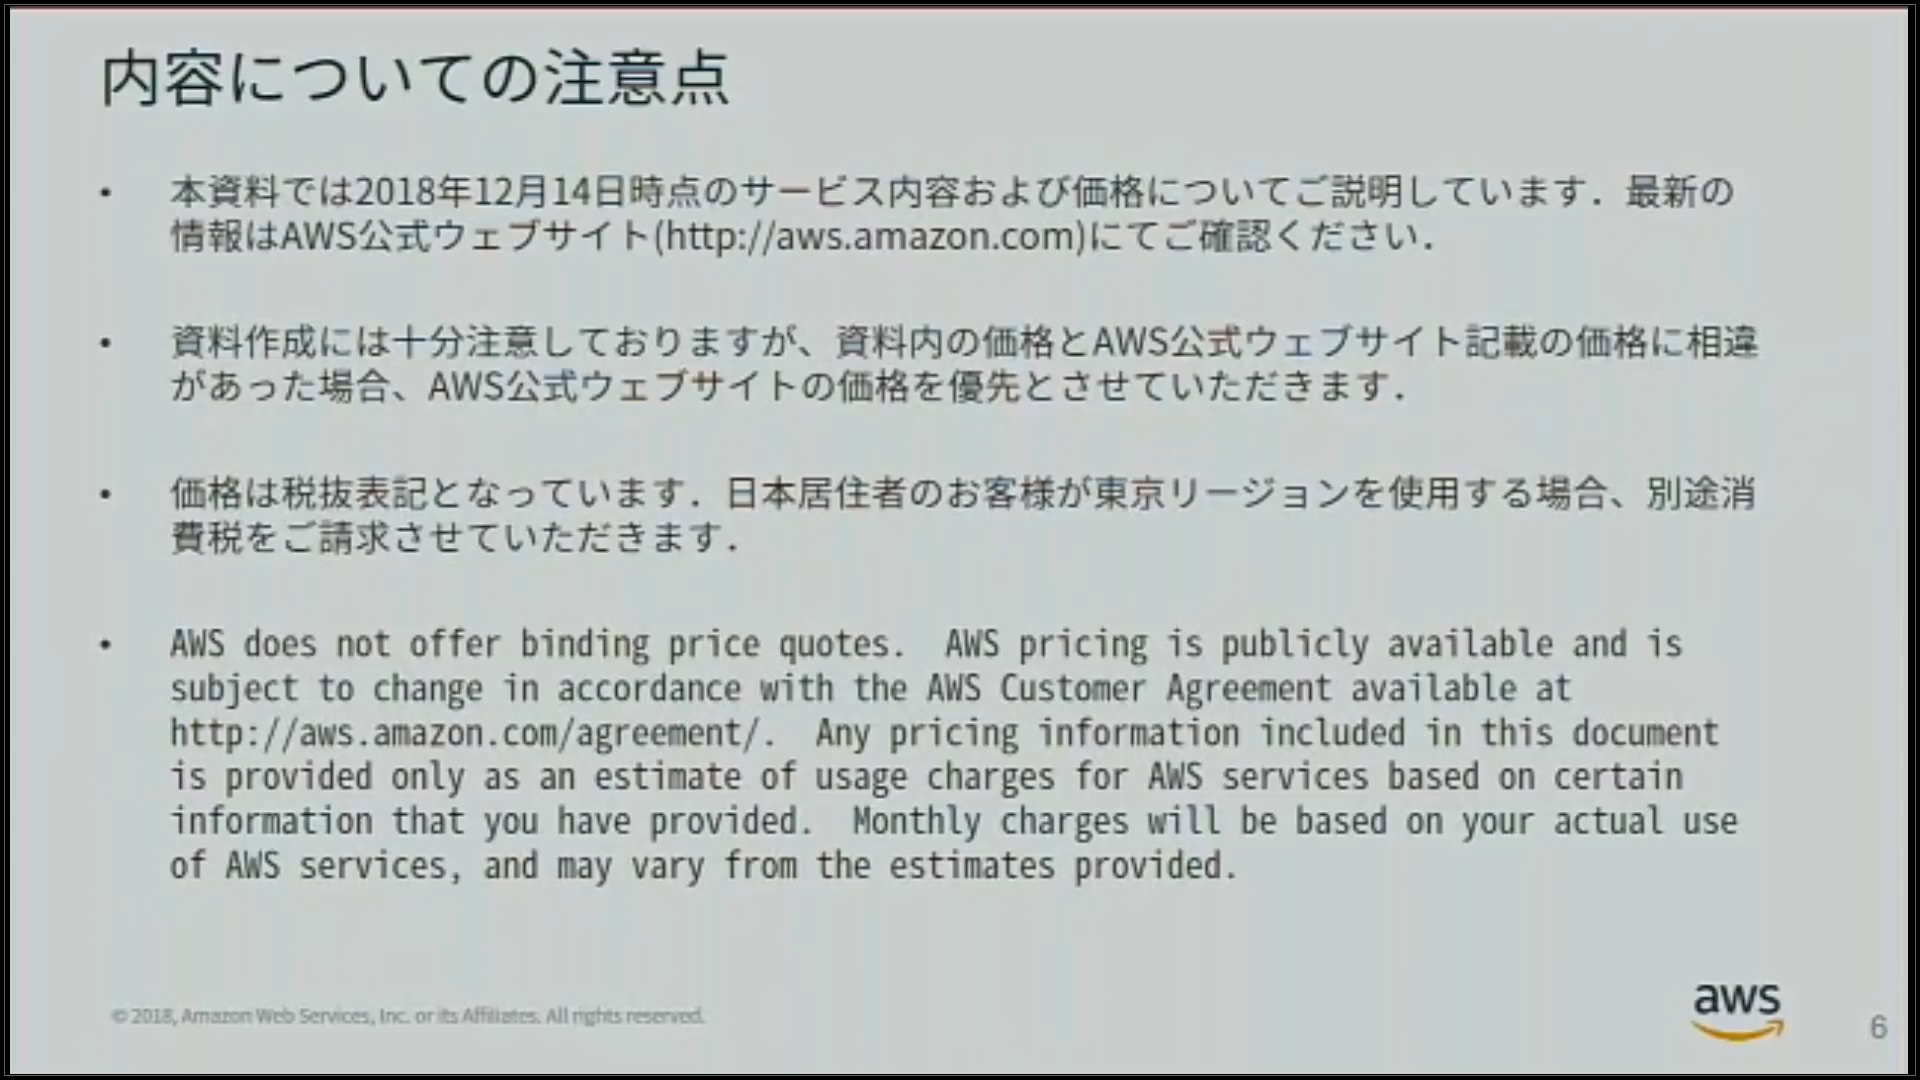 内容についての注意点
• 本資料では2018年12月14日時点のサービス内容および価格についてご説明しています．最新の
情報はAWS公式ウェブサイト(http://aws.amazon.com)にてご確認ください．
• 資料作成には十分注意しておりますが、資料内の価格とAWS公式ウェブサイト記載の価格に相違
があった場合、AWS公式ウェブサイトの価格を優先とさせていただきます．
• 価格は税抜表記となっています．日本居住者のお客様が東京リージョンを使用する場合、別途消
費税をご請求させていただきます．
• AWS does not offer binding price quotes.  AWS pricing is publicly available and is
subject to change in accordance with the AWS Customer Agreement available at
http://aws.amazon.com/agreement/.  Any pricing information included in this document
is provided only as an estimate of usage charges for AWS services based on certain
information that you have provided.  Monthly charges will be based on your actual use
of AWS services, and may vary from the estimates provided.
© 2018, Amazon Web Services, Inc. or its Affiliates. All rights reserved.
aws
6